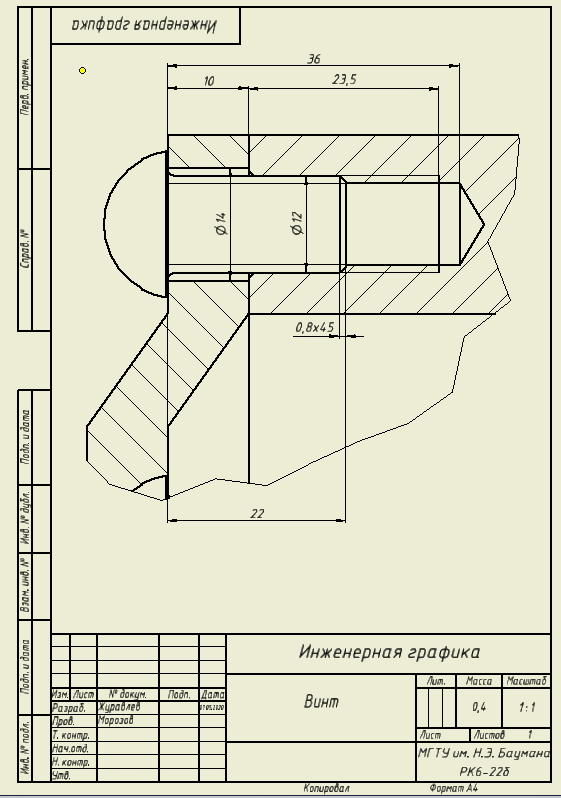 Инженерная графика
36
10
23,5
Ф14
Ф12
0,8x45
22
Перв. примен.
Справ. №
Подп. и дата
Инв. № дубл.
Взам. инв. №
Подп. и дата
Инв. № подл.
Инженерная графика
Изм. Лист № докум. Подп. Дата
Разраб. Журавлев
Пров. Морозов
Т. контр.
Нач.отд.
Н. контр.
Утв.
Винт
Лит. Масса Масштаб
0,4 1:1
Лист Листов 1
МГТУ им. Н.Э. Баумана
РК6-22б
Копировал Формат А4